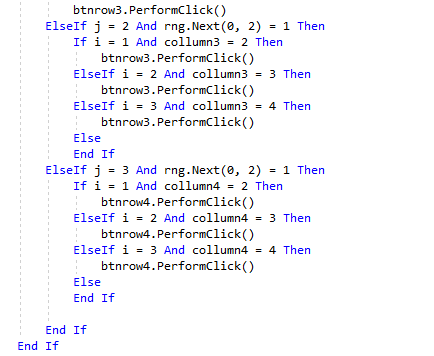 btnrow3.PerformClick()
ElseIf j = 2 And rng.Next(0, 2) = 1 Then
If i = 1 And collumn3 = 2 Then
btnrow3.PerformClick()
ElseIf i = 2 And collumn3 = 3 Then
btnrow3.PerformClick()
ElseIf i = 3 And collumn3 = 4 Then
btnrow3.PerformClick()
Else
End If
ElseIf j = 3 And rng.Next(0, 2) = 1 Then
If i = 1 And collumn4 = 2 Then
btnrow4.PerformClick()
ElseIf i = 2 And collumn4 = 3 Then
btnrow4.PerformClick()
ElseIf i = 3 And collumn4 = 4 Then
btnrow4.PerformClick()
Else
End If
End If
End If